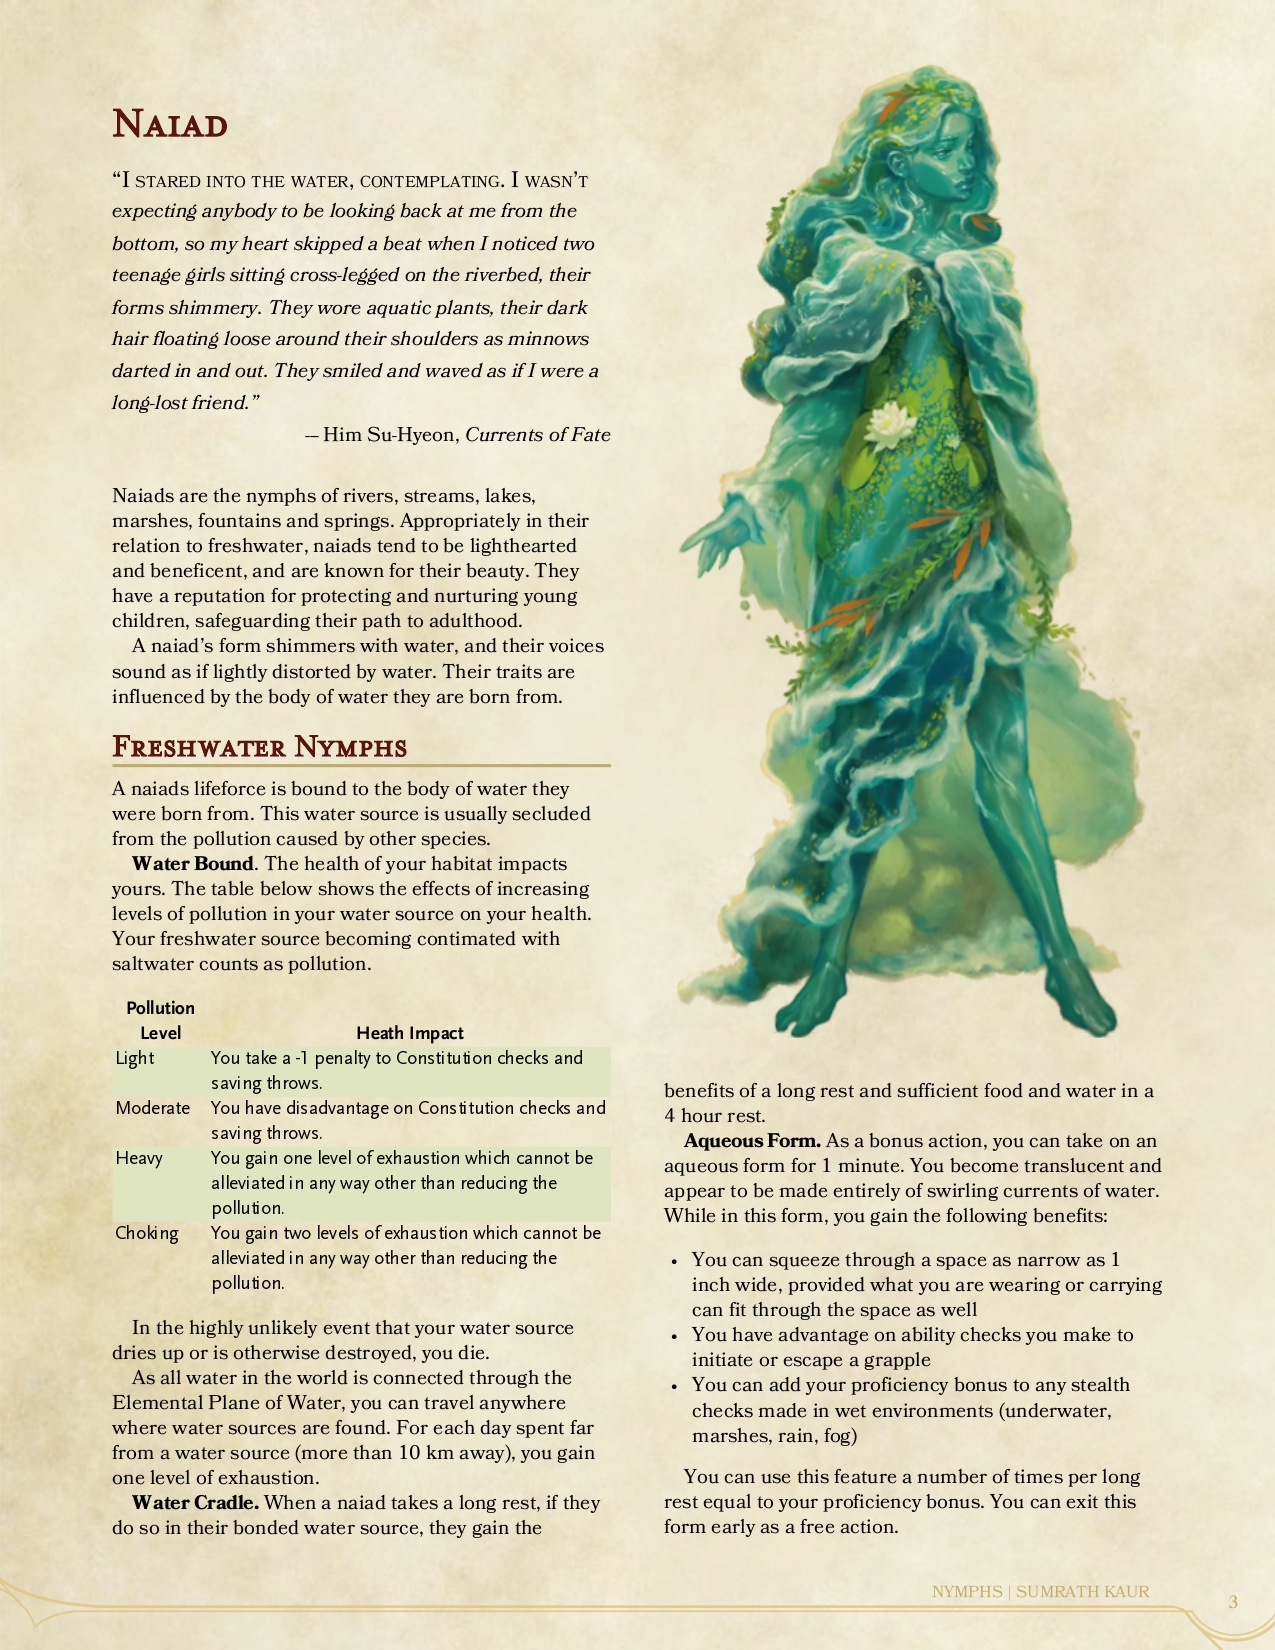 Naiad
“I stared into the water, contemplating. I wasn’t
expecting anybody to be looking back at me from the
bottom, so my heart skipped a beat when I noticed two
teenage girls sitting cross-legged on the riverbed, their
forms shimmery. They wore aquatic plants, their dark
hair floating loose around their shoulders as minnows
darted in and out. They smiled and waved as if I were a
long-lost friend.”
— Him Su-Hyeon, Currents of Fate
Naiads are the nymphs of rivers, streams, lakes,
marshes, fountains and springs. Appropriately in their
relation to freshwater, naiads tend to be lighthearted
and beneficent, and are known for their beauty. They
have a reputation for protecting and nurturing young
children, safeguarding their path to adulthood.
A naiad’s form shimmers with water, and their voices
sound as if lightly distorted by water. Their traits are
influenced by the body of water they are born from.
Freshwater Nymphs
A naiads lifeforce is bound to the body of water they
were born from. This water source is usually secluded
from the pollution caused by other species.
Water Bound. The health of your habitat impacts
yours. The table below shows the effects of increasing
levels of pollution in your water source on your health.
Your freshwater source becoming contimated with
saltwater counts as pollution.
Pollution
Level Heath Impact
Light You take a -1 penalty to Constitution checks and
saving throws.
Moderate You have disadvantage on Constitution checks and
saving throws.
Heavy You gain one level of exhaustion which cannot be
alleviated in any way other than reducing the
pollution.
Choking You gain two levels of exhaustion which cannot be
alleviated in any way other than reducing the
pollution.
In the highly unlikely event that your water source
dries up or is otherwise destroyed, you die.
As all water in the world is connected through the
Elemental Plane of Water, you can travel anywhere
where water sources are found. For each day spent far
from a water source (more than 10 km away), you gain
one level of exhaustion.
Water Cradle. When a naiad takes a long rest, if they
do so in their bonded water source, they gain the
benefits of a long rest and sufficient food and water in a
4 hour rest.
Aqueous Form. As a bonus action, you can take on an
aqueous form for 1 minute. You become translucent and
appear to be made entirely of swirling currents of water.
While in this form, you gain the following benefits:
• You can squeeze through a space as narrow as 1
inch wide, provided what you are wearing or carrying
can fit through the space as well
• You have advantage on ability checks you make to
initiate or escape a grapple
• You can add your proficiency bonus to any stealth
checks made in wet environments (underwater,
marshes, rain, fog)
You can use this feature a number of times per long
rest equal to your proficiency bonus. You can exit this
form early as a free action.
NYMPHS | SUMRATH KAUR
3